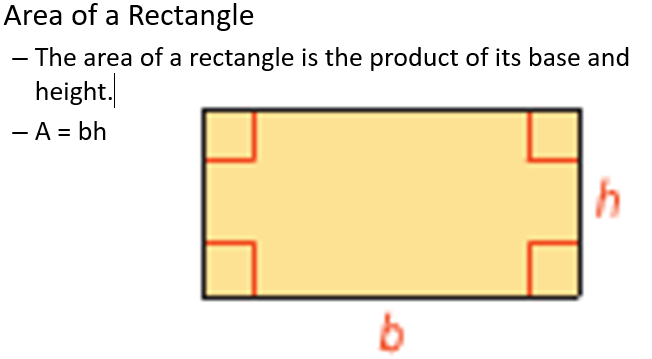 Area of a Rectangle
– The area of a rectangle is the product of its base and
height.
– A = bh
h
b